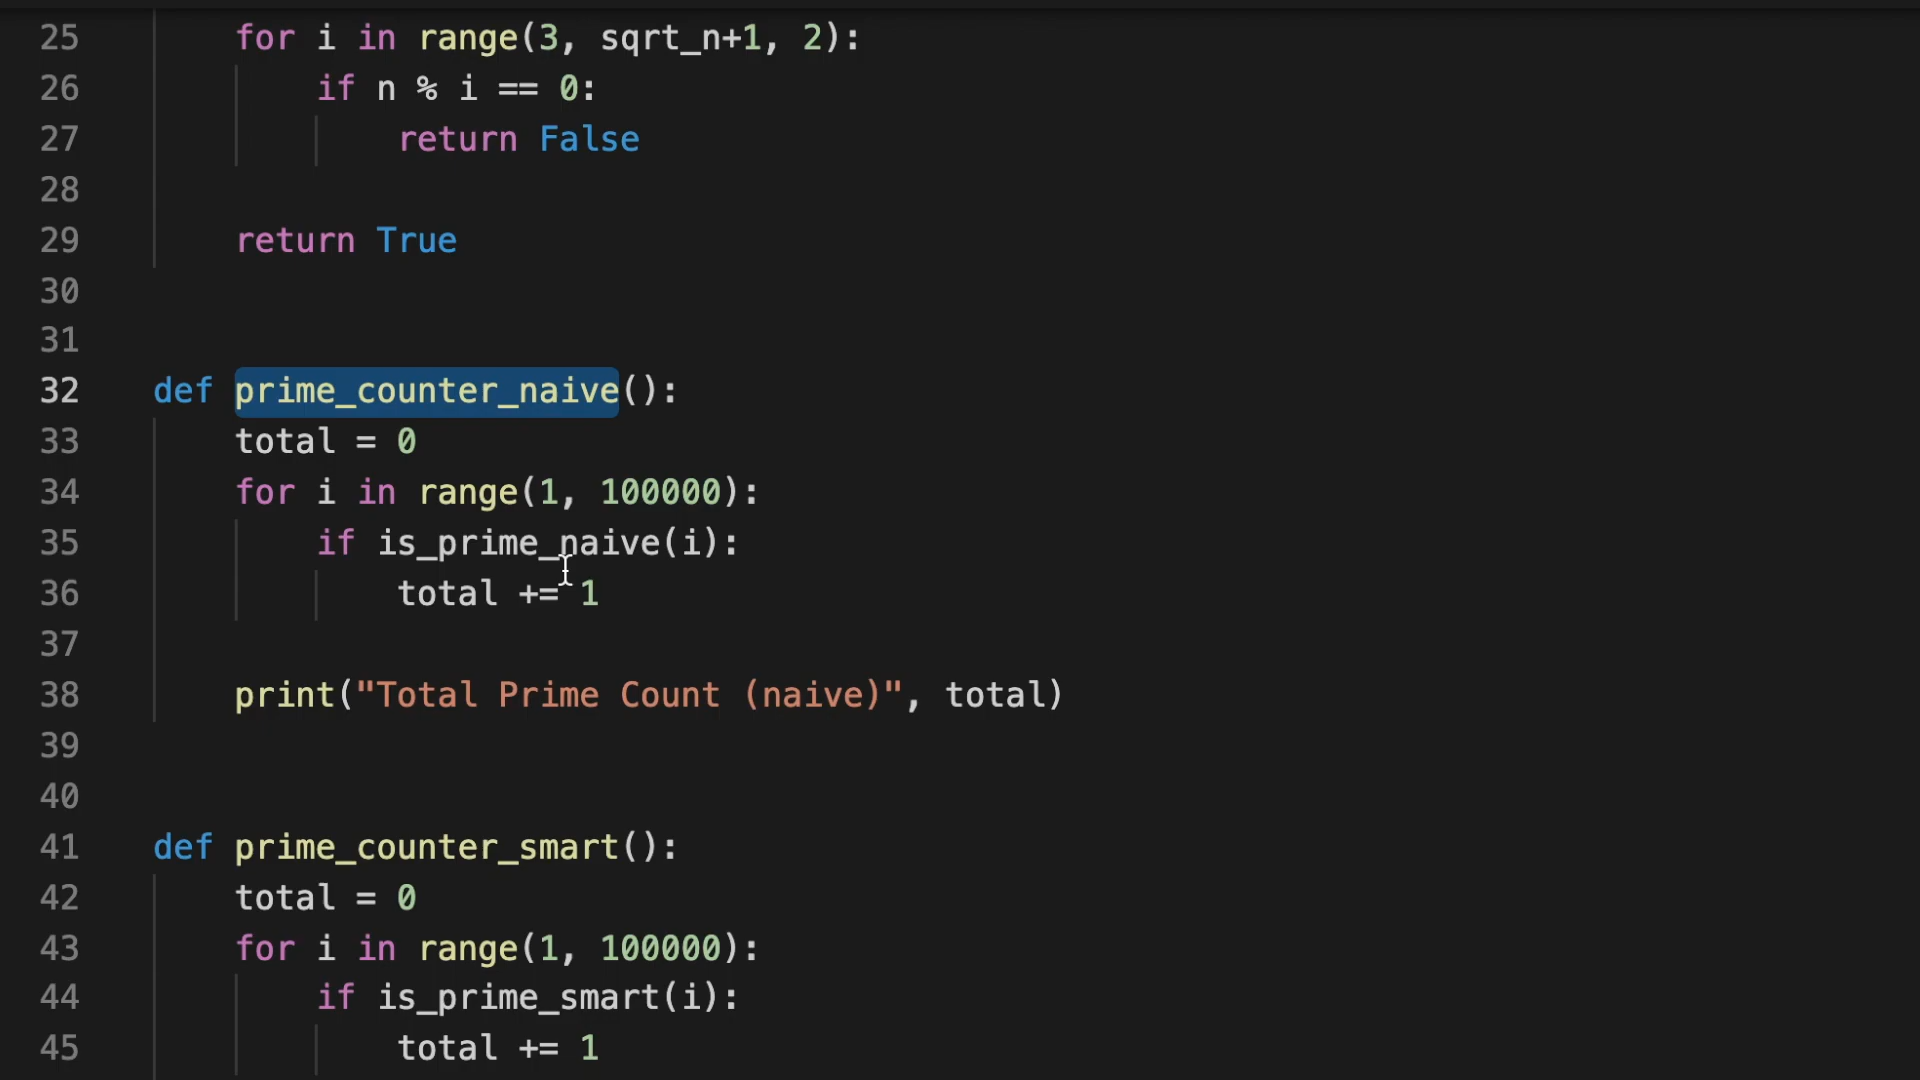 25 for i in range(3, sqrt_n+1, 2):
26 if n % i == 0:
27 return False
28
29 return True
30
31
32 def prime_counter_naive():
33 total = 0
34 for i in range(1, 100000):
35 if is_prime_naive(i):
36 total += 1
37
38 print("Total Prime Count (naive)", total)
39
40
41 def prime_counter_smart():
42 total = 0
43 for i in range(1, 100000):
44 if is_prime_smart(i):
45 total += 1